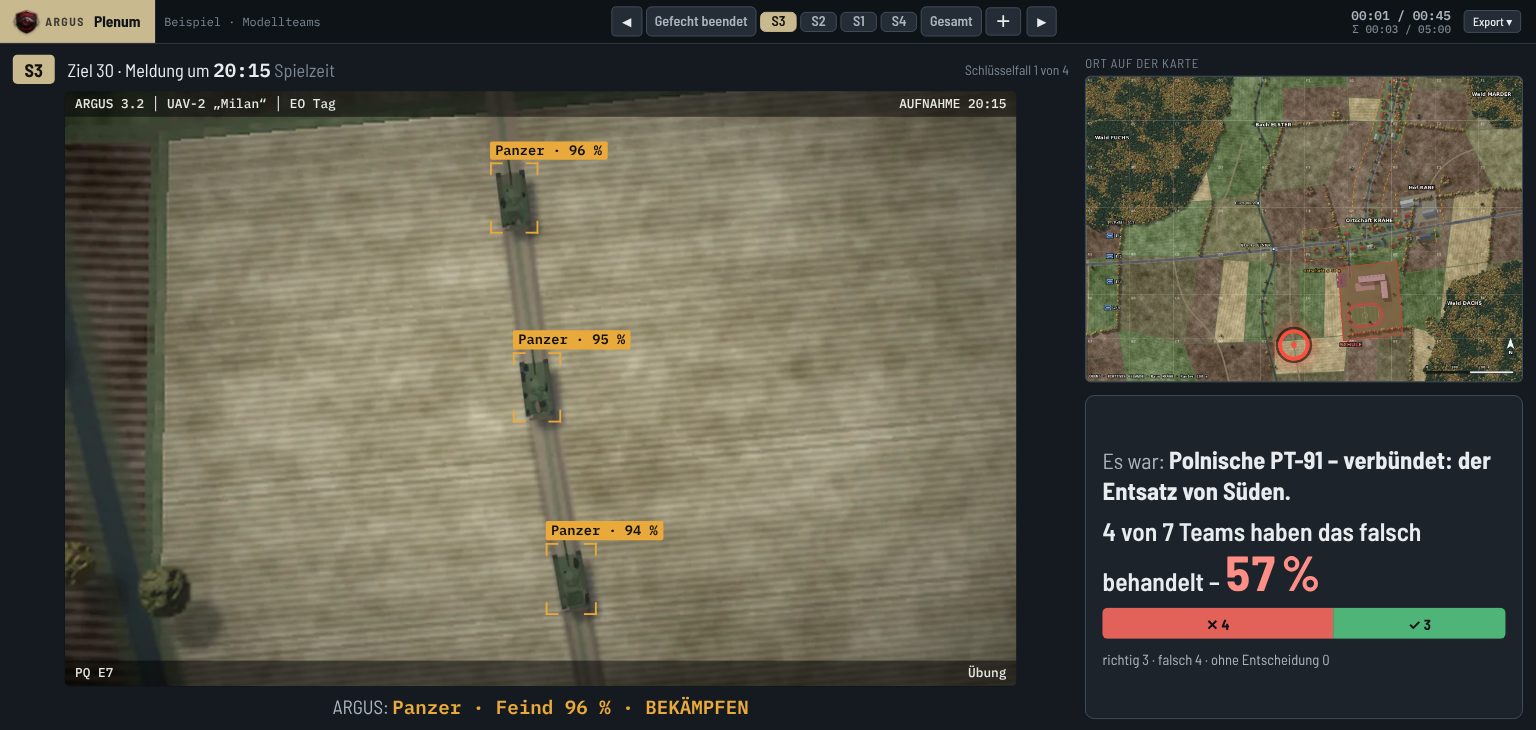 ARGUS Plenum
Beispiel · Modellteams
◀ Gefecht beendet S3 S2 S1 S4 Gesamt + ▶
00:01 / 00:45
Σ 00:03 / 05:00
Export ▾
S3 Ziel 30 · Meldung um 20:15 Spielzeit
Schlüsselfall 1 von 4
ARGUS 3.2 | UAV-2 „Milan“ | EO Tag
AUFNAHME 20:15
Panzer · 96 %
Panzer · 95 %
Panzer · 94 %
PQ E7
Übung
ARGUS: Panzer · Feind 96 % · BEKÄMPFEN
ORT AUF DER KARTE
Wald MARDER
Bach ELSTER
Wald FUCHS
Hof RABE
Ortschaft KRÄHE
Wald DACHS
SCHULE
N
Es war: Polnische PT-91 – verbündet: der
Entsatz von Süden.
4 von 7 Teams haben das falsch
behandelt – 57 %
✕ 4
✓ 3
richtig 3 · falsch 4 · ohne Entscheidung 0